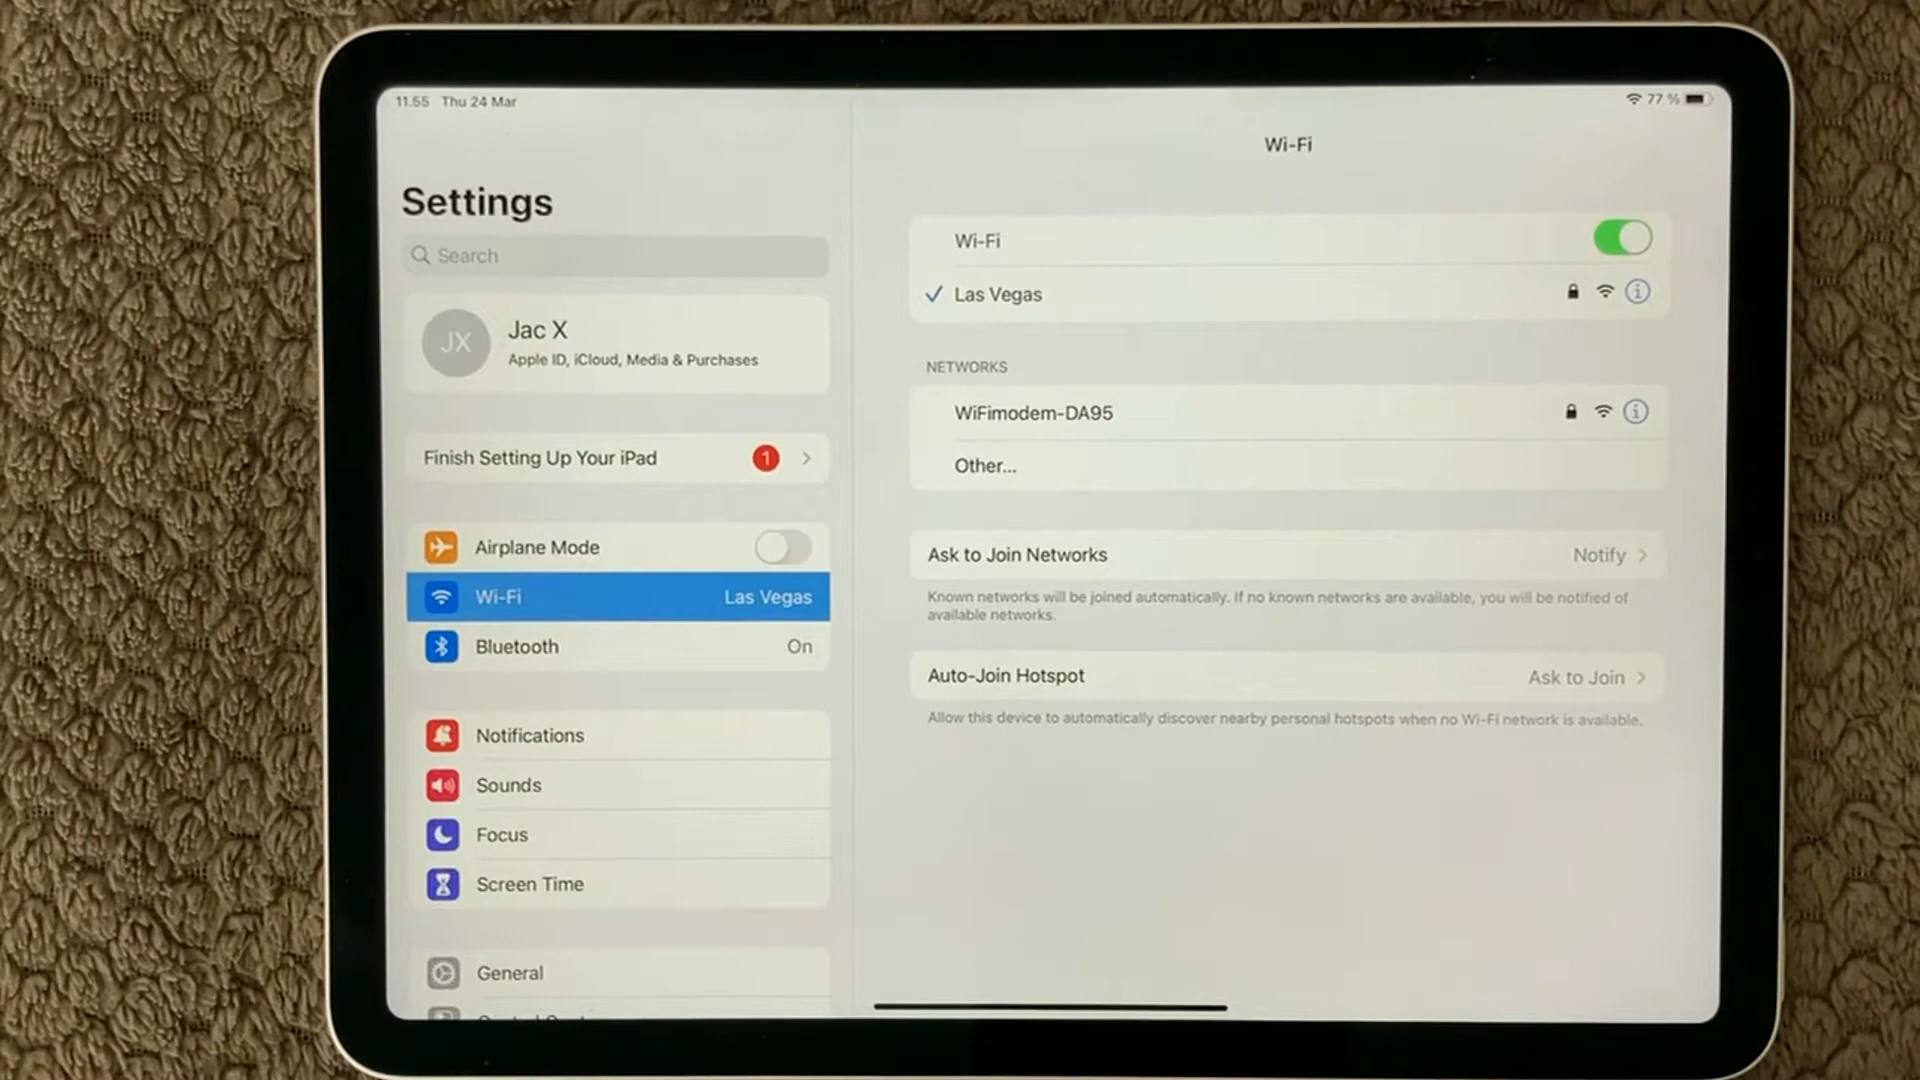 11.55 Thu 24 Mar
77 %
Settings
Search
JX
Jac X
Apple ID, iCloud, Media & Purchases
Finish Setting Up Your iPad
1
Airplane Mode
Wi-Fi Las Vegas
Bluetooth On
Notifications
Sounds
Focus
Screen Time
General
Wi-Fi
Wi-Fi
Las Vegas
NETWORKS
WiFimodem-DA95
Other...
Ask to Join Networks Notify
Known networks will be joined automatically. If no known networks are available, you will be notified of
available networks.
Auto-Join Hotspot Ask to Join
Allow this device to automatically discover nearby personal hotspots when no Wi-Fi network is available.